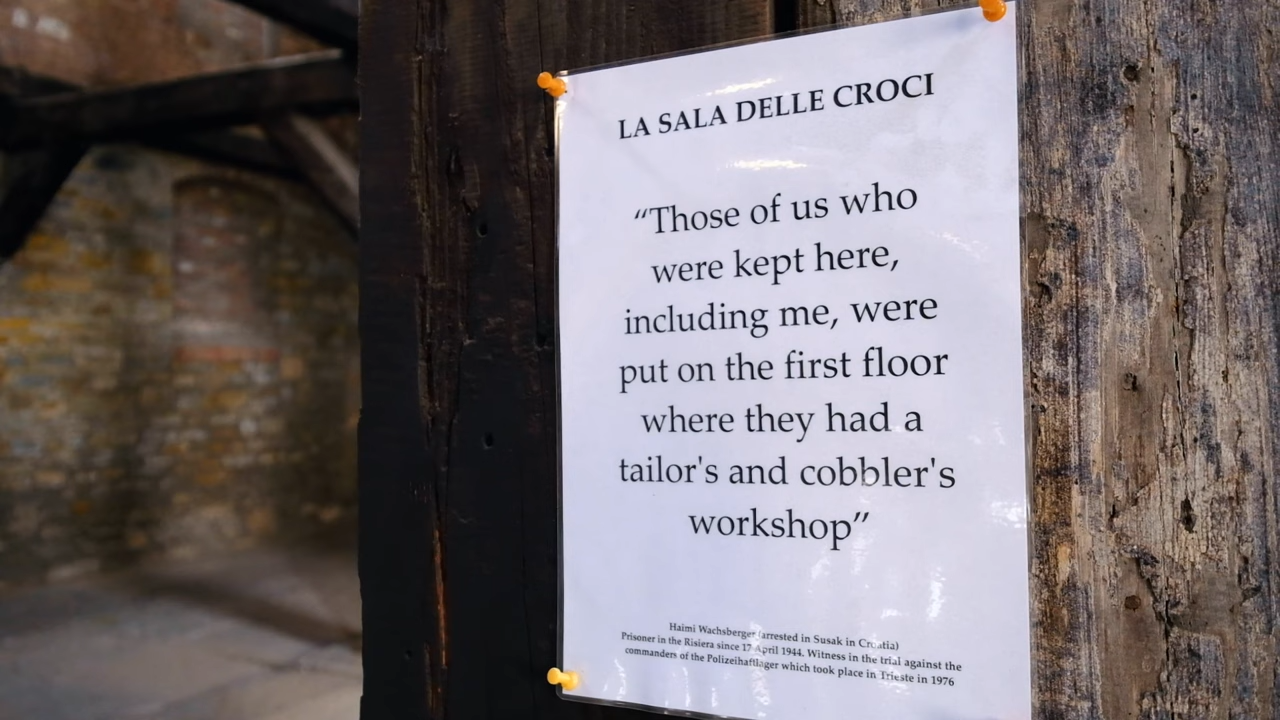 LA SALA DELLE CROCI
“Those of us who
were kept here,
including me, were
put on the first floor
where they had a
tailor's and cobbler's
workshop”
Haimi Wachsberger (arrested in Susak in Croatia)
Prisoner in the Risiera since 17 April 1944. Witness in the trial against the
commanders of the Polizeihaftlager which took place in Trieste in 1976